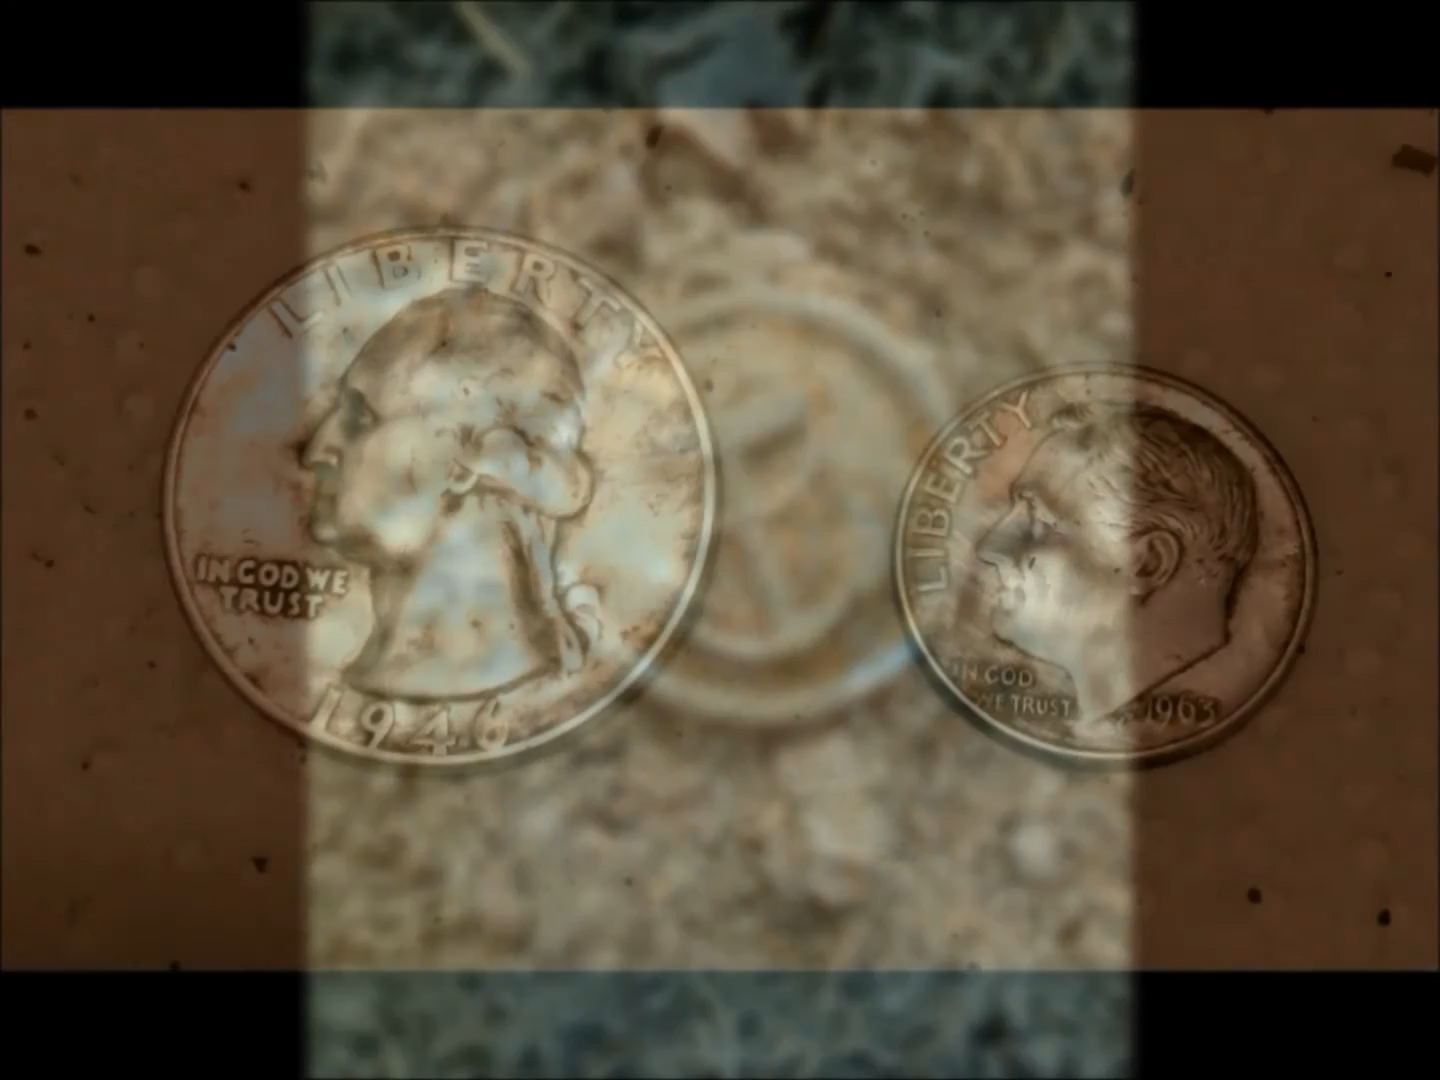 LIBERTY
IN GOD WE
TRUST
1946
LIBERTY
IN GOD
WE TRUST
1963